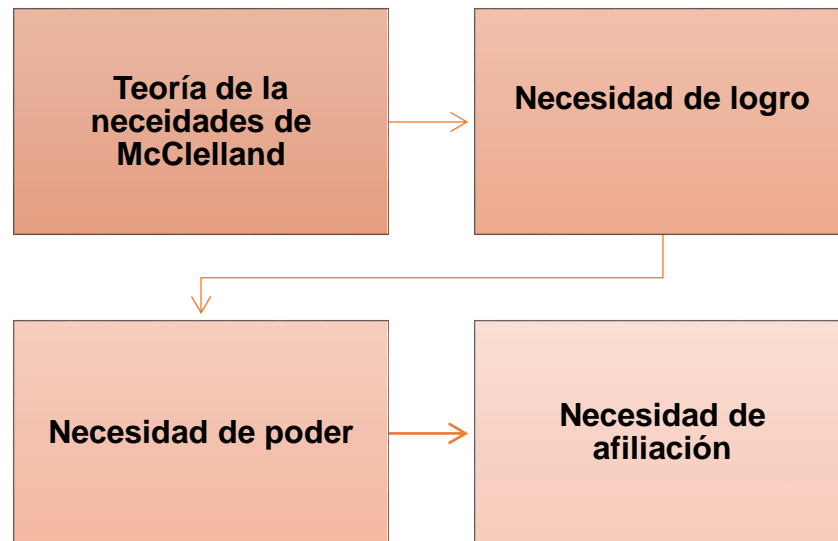 Teoría de la
neceidades de
McClelland
Necesidad de logro
Necesidad de poder
Necesidad de
afiliación